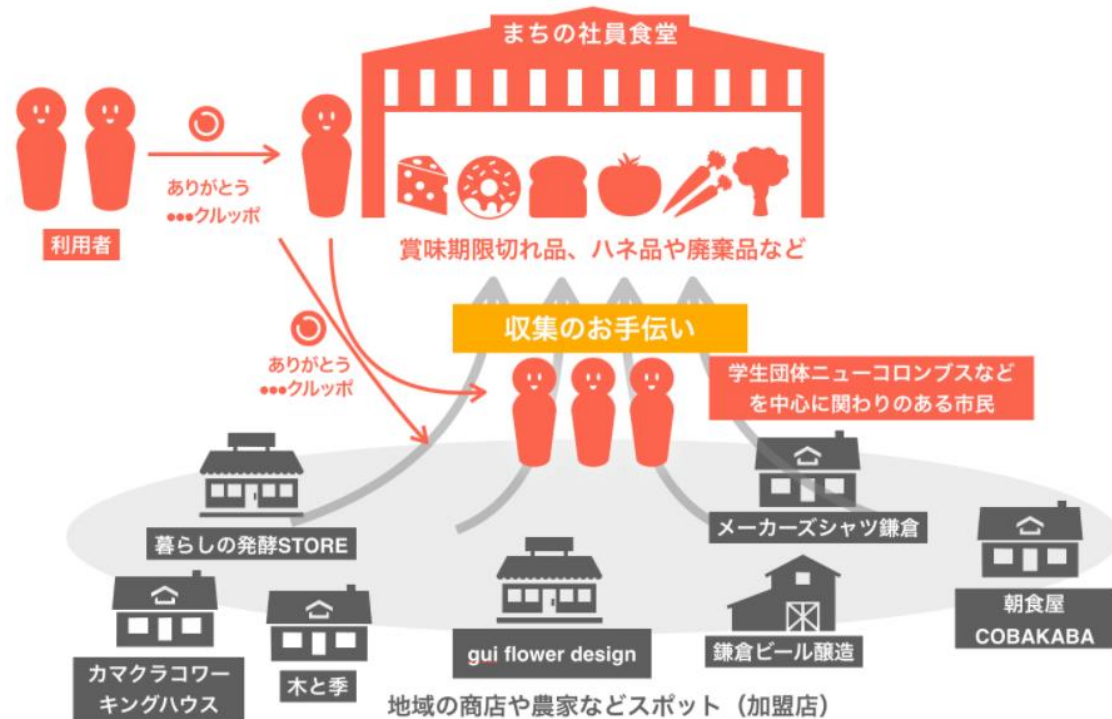 まちの社員食堂
ありがとう
•••クルッポ
利用者
賞味期限切れ品、ハネ品や廃棄品など
収集のお手伝い
ありがとう
•••クルッポ
学生団体ニューコロンブスなど
を中心に関わりのある市民
暮らしの発酵STORE
メーカーズシャツ鎌倉
カマクラコワー
キングハウス
木と季
gui flower design
鎌倉ビール醸造
朝食屋
COBAKABA
地域の商店や農家などスポット（加盟店）